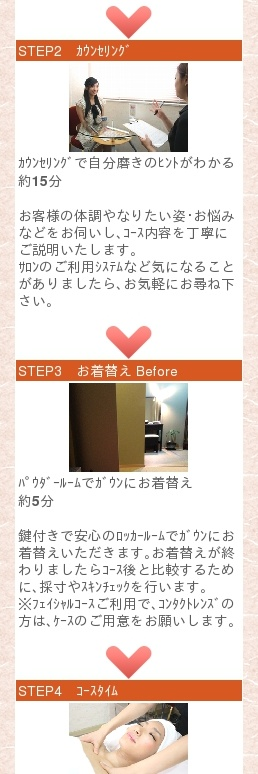 STEP2　ｶｳﾝｾﾘﾝｸﾞ
ｶｳﾝｾﾘﾝｸﾞで自分磨きのﾋﾝﾄがわかる
約15分
お客様の体調やなりたい姿･お悩み
などをお伺いし､ｺｰｽ内容を丁寧に
ご説明いたします｡
ｻﾛﾝのご利用ｼｽﾃﾑなど気になること
がありましたら､お気軽にお尋ね下
さい｡
STEP3　お着替え Before
ﾊﾟｳﾀﾞｰﾙｰﾑでｶﾞｳﾝにお着替え
約5分
鍵付きで安心のﾛｯｶｰﾙｰﾑでｶﾞｳﾝにお
着替えいただきます｡お着替えが終
わりましたらｺｰｽ後と比較するため
に､採寸やｽｷﾝﾁｪｯｸを行います｡
※ﾌｪｲｼｬﾙｺｰｽご利用で､ｺﾝﾀｸﾄﾚﾝｽﾞの
方は､ｹｰｽのご用意をお願いします｡
STEP4　ｺｰｽﾀｲﾑ